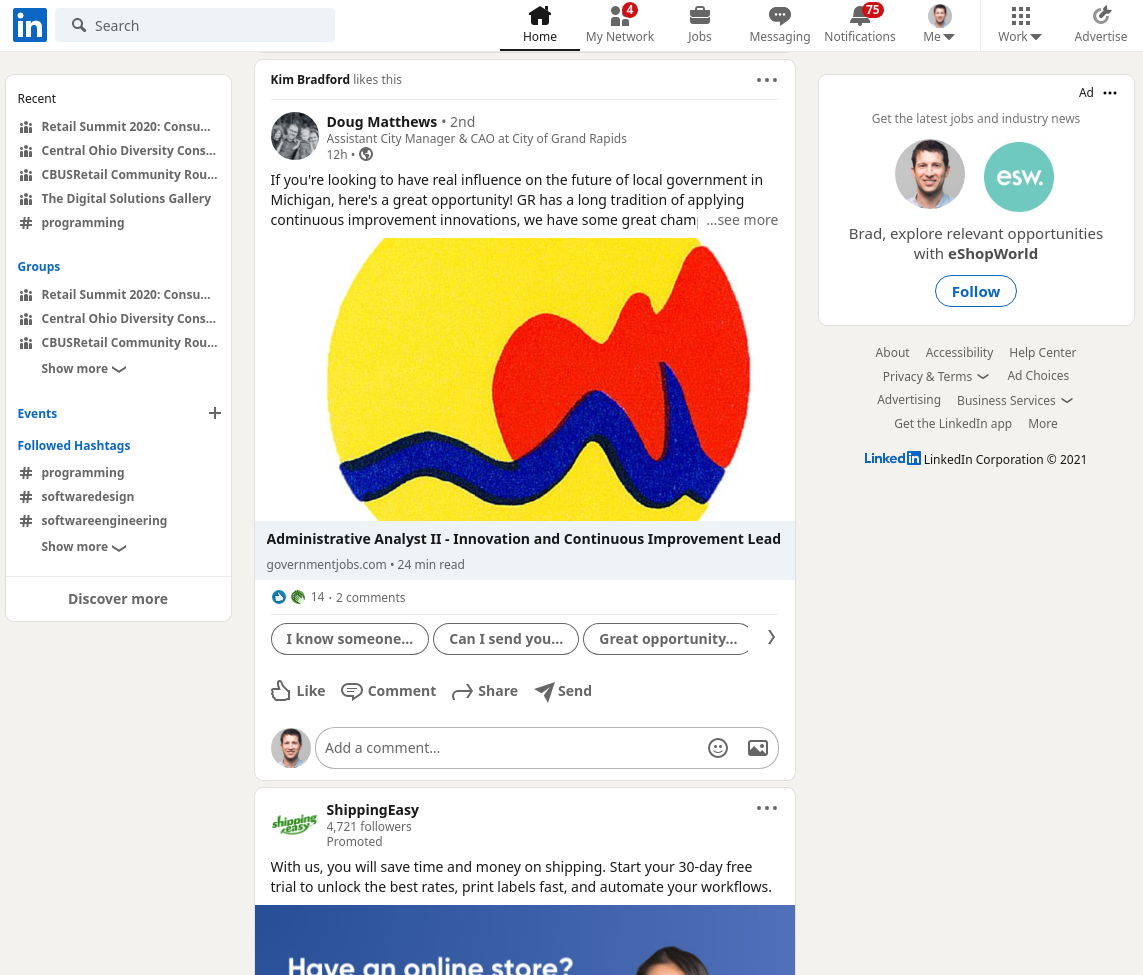 in
Search
Home
4
My Network
Jobs
Messaging
75
Notifications
Me
Work
Advertise
Recent
Retail Summit 2020: Consu...
Central Ohio Diversity Cons...
CBUSRetail Community Rou...
The Digital Solutions Gallery
# programming
Groups
Retail Summit 2020: Consu...
Central Ohio Diversity Cons...
CBUSRetail Community Rou...
Show more
Events +
Followed Hashtags
# programming
# softwaredesign
# softwareengineering
Show more
Discover more
Kim Bradford likes this
Doug Matthews • 2nd
Assistant City Manager & CAO at City of Grand Rapids
12h •
If you're looking to have real influence on the future of local government in
Michigan, here's a great opportunity! GR has a long tradition of applying
continuous improvement innovations, we have some great cham ...see more
Administrative Analyst II - Innovation and Continuous Improvement Lead
governmentjobs.com • 24 min read
14 · 2 comments
I know someone...
Can I send you...
Great opportunity...
Like
Comment
Share
Send
Add a comment...
shipping easy
ShippingEasy
4,721 followers
Promoted
With us, you will save time and money on shipping. Start your 30-day free
trial to unlock the best rates, print labels fast, and automate your workflows.
Have an online store?
Ad
Get the latest jobs and industry news
esw.
Brad, explore relevant opportunities
with eShopWorld
Follow
About Accessibility Help Center
Privacy & Terms Ad Choices
Advertising Business Services
Get the LinkedIn app More
LinkedIn LinkedIn Corporation © 2021